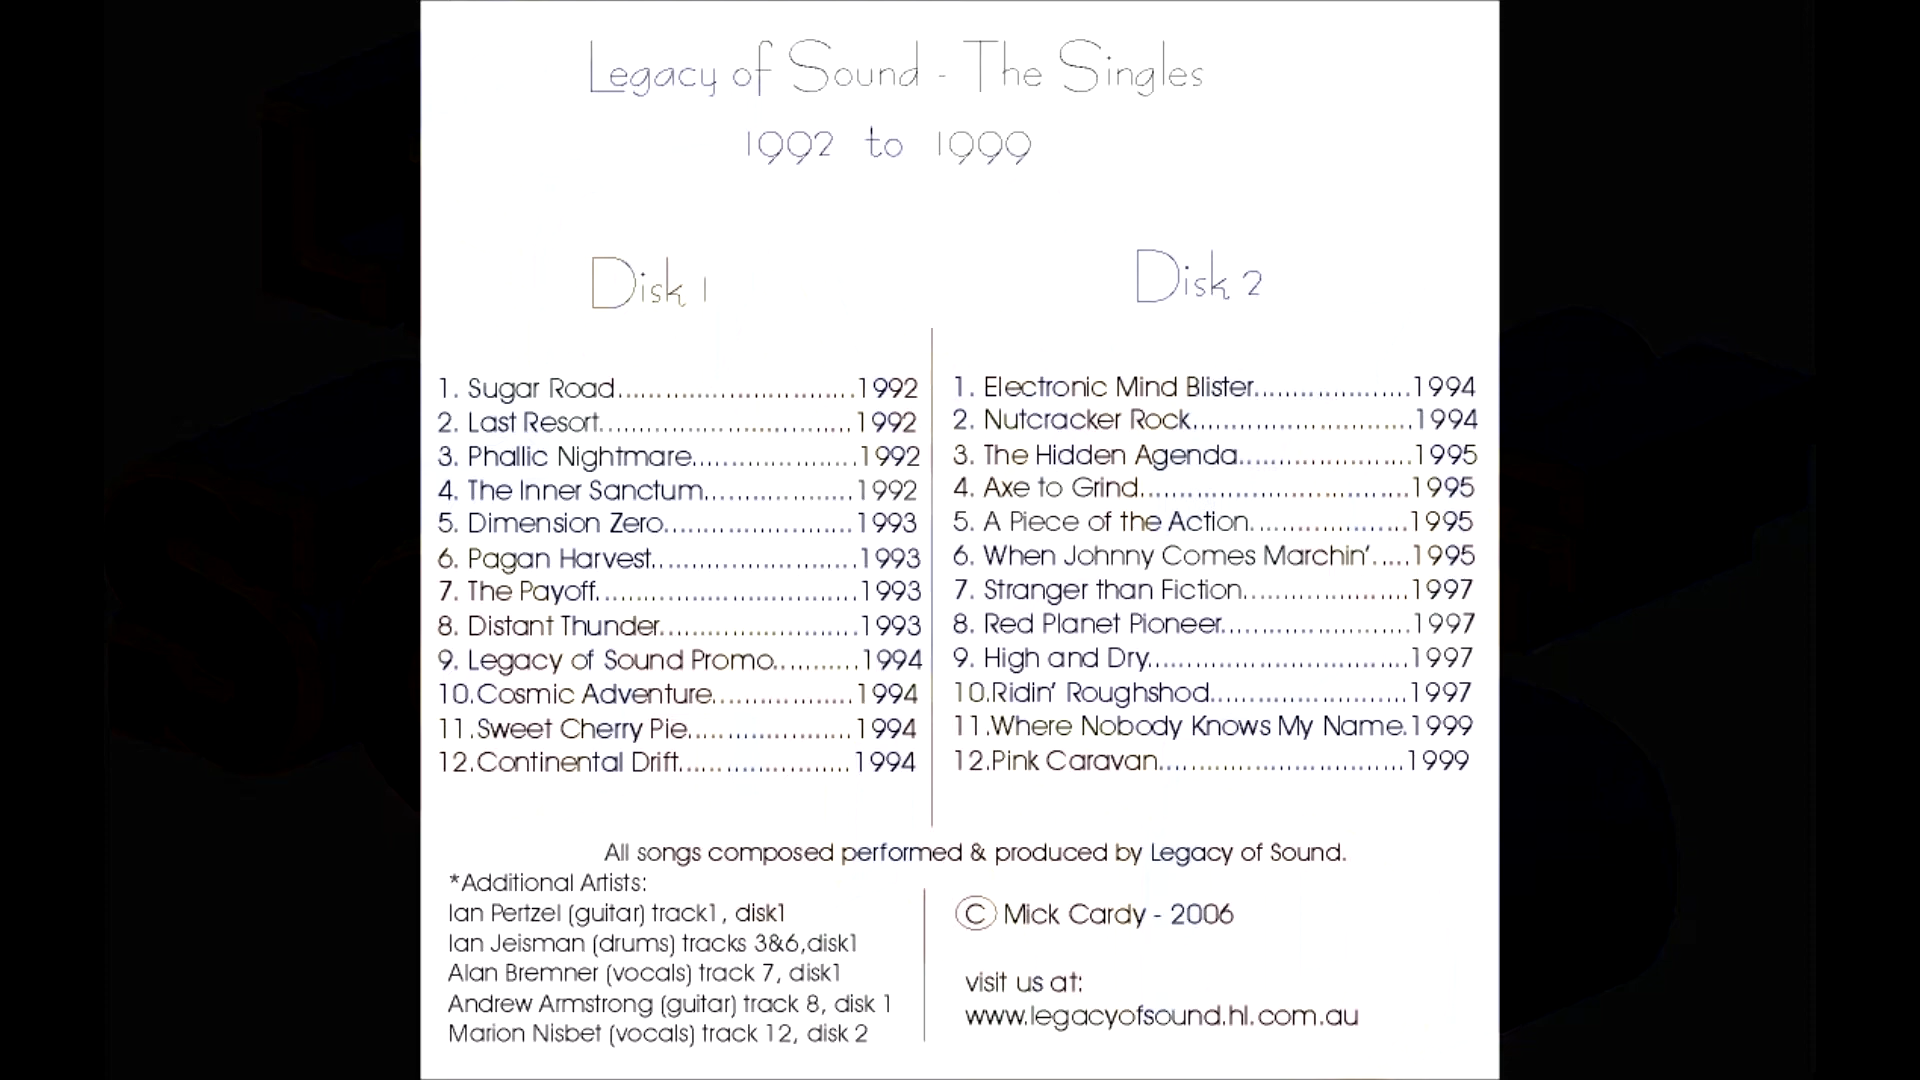 Legacy of Sound - The Singles
1992 to 1999
Disk 1
1. Sugar Road..............................1992
2. Last Resort................................1992
3. Phallic Nightmare.....................1992
4. The Inner Sanctum...................1992
5. Dimension Zero........................1993
6. Pagan Harvest..........................1993
7. The Payoff.................................1993
8. Distant Thunder.........................1993
9. Legacy of Sound Promo...........1994
10.Cosmic Adventure..................1994
11.Sweet Cherry Pie.....................1994
12.Continental Drift......................1994
Disk 2
1. Electronic Mind Blister....................1994
2. Nutcracker Rock............................1994
3. The Hidden Agenda......................1995
4. Axe to Grind..................................1995
5. A Piece of the Action....................1995
6. When Johnny Comes Marchin’.....1995
7. Stranger than Fiction.....................1997
8. Red Planet Pioneer........................1997
9. High and Dry.................................1997
10.Ridin’ Roughshod.........................1997
11.Where Nobody Knows My Name.1999
12.Pink Caravan...............................1999
All songs composed performed & produced by Legacy of Sound.
*Additional Artists:
Ian Pertzel (guitar) track1, disk1
Ian Jeisman (drums) tracks 3&6,disk1
Alan Bremner (vocals) track 7, disk1
Andrew Armstrong (guitar) track 8, disk 1
Marion Nisbet (vocals) track 12, disk 2
© Mick Cardy - 2006
visit us at:
www.legacyofsound.hl.com.au